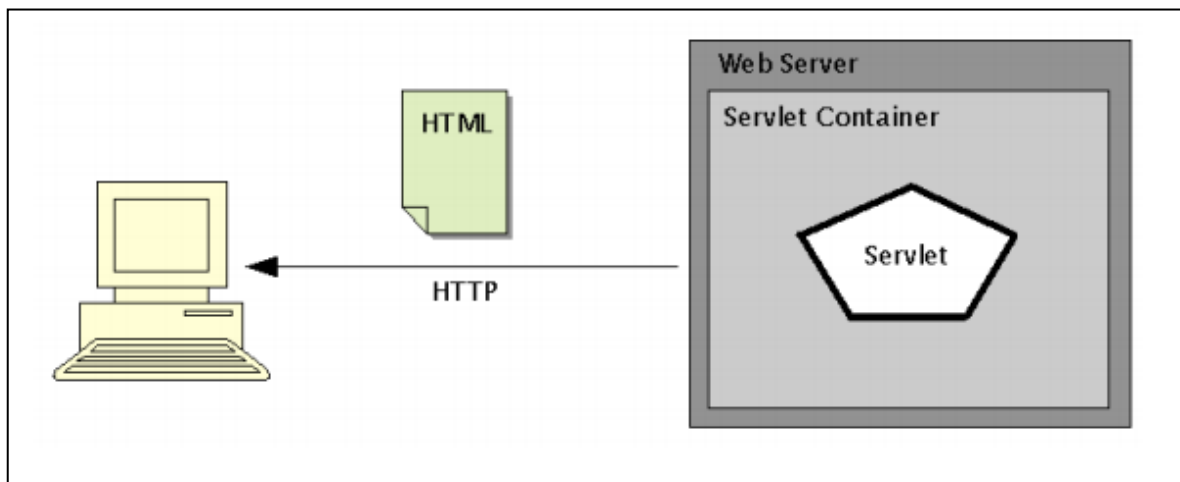 Web Server
Servlet Container
HTML
Servlet
HTTP